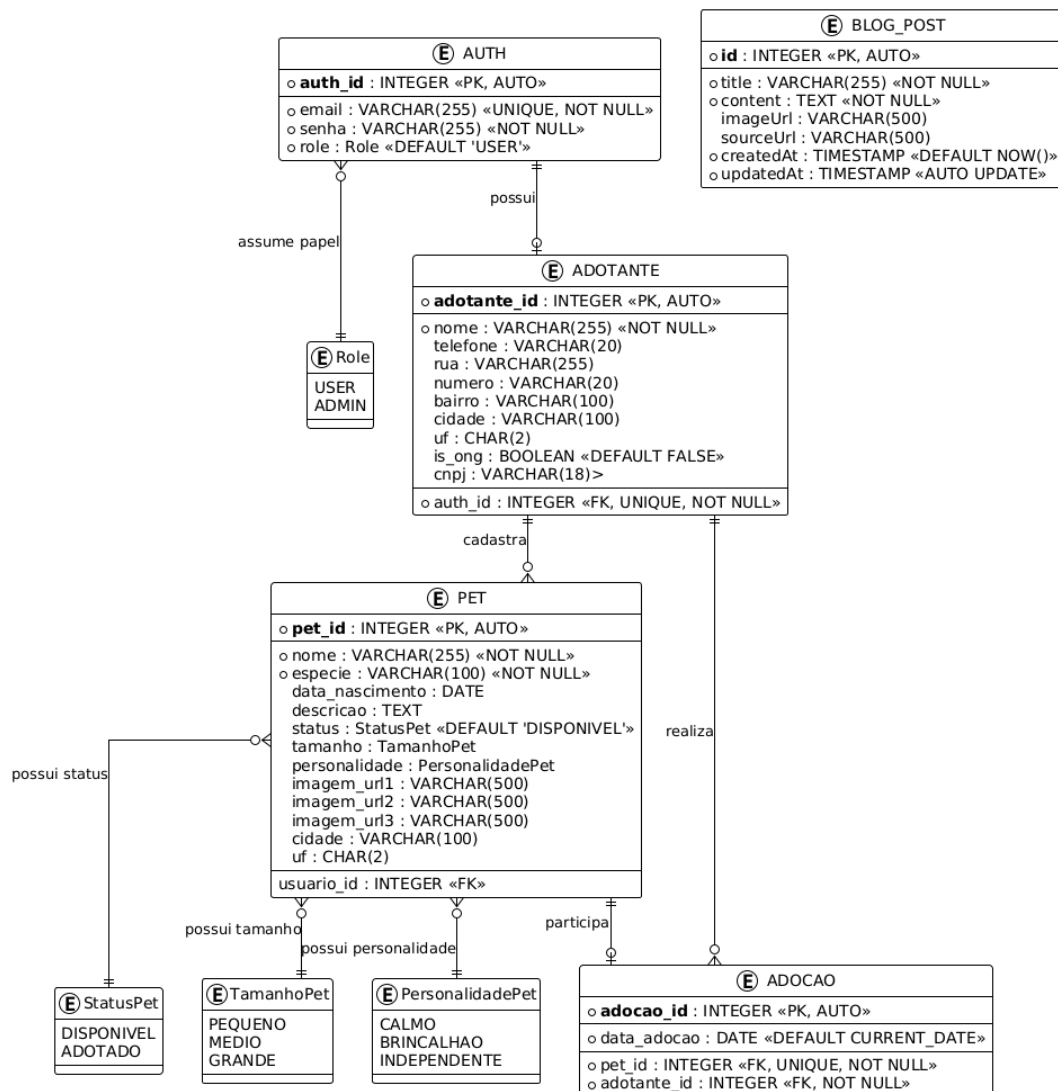 AUTH
auth_id : INTEGER «PK, AUTO»
email : VARCHAR(255) «UNIQUE, NOT NULL»
senha : VARCHAR(255) «NOT NULL»
role : Role «DEFAULT 'USER'»
BLOG_POST
id : INTEGER «PK, AUTO»
title : VARCHAR(255) «NOT NULL»
content : TEXT «NOT NULL»
imageUrl : VARCHAR(500)
sourceUrl : VARCHAR(500)
createdAt : TIMESTAMP «DEFAULT NOW()»
updatedAt : TIMESTAMP «AUTO UPDATE»
possui
assume papel
Role
USER
ADMIN
ADOTANTE
adotante_id : INTEGER «PK, AUTO»
nome : VARCHAR(255) «NOT NULL»
telefone : VARCHAR(20)
rua : VARCHAR(255)
numero : VARCHAR(20)
bairro : VARCHAR(100)
cidade : VARCHAR(100)
uf : CHAR(2)
is_ong : BOOLEAN «DEFAULT FALSE»
cnpj : VARCHAR(18)>
auth_id : INTEGER «FK, UNIQUE, NOT NULL»
cadastra
PET
pet_id : INTEGER «PK, AUTO»
nome : VARCHAR(255) «NOT NULL»
especie : VARCHAR(100) «NOT NULL»
data_nascimento : DATE
descricao : TEXT
status : StatusPet «DEFAULT 'DISPONIVEL'»
tamanho : TamanhoPet
personalidade : PersonalidadePet
imagem_url1 : VARCHAR(500)
imagem_url2 : VARCHAR(500)
imagem_url3 : VARCHAR(500)
cidade : VARCHAR(100)
uf : CHAR(2)
usuario_id : INTEGER «FK»
realiza
possui status
possui tamanho
possui personalidade
participa
StatusPet
DISPONIVEL
ADOTADO
TamanhoPet
PEQUENO
MEDIO
GRANDE
PersonalidadePet
CALMO
BRINCALHAO
INDEPENDENTE
ADOCAO
adocao_id : INTEGER «PK, AUTO»
data_adocao : DATE «DEFAULT CURRENT_DATE»
pet_id : INTEGER «FK, UNIQUE, NOT NULL»
adotante_id : INTEGER «FK, NOT NULL»